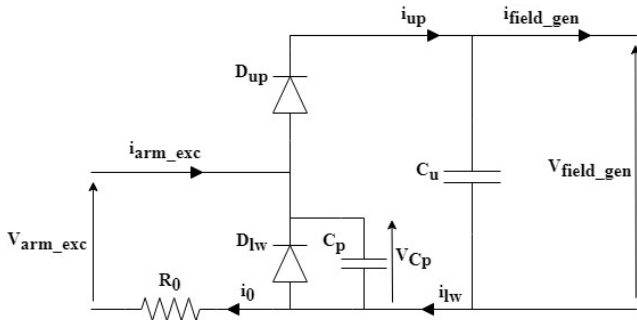 i_up
i_field_gen
D_up
i_arm_exc
C_u
V_field_gen
D_lw
C_p
V_Cp
V_arm_exc
R_0
i_0
i_lw